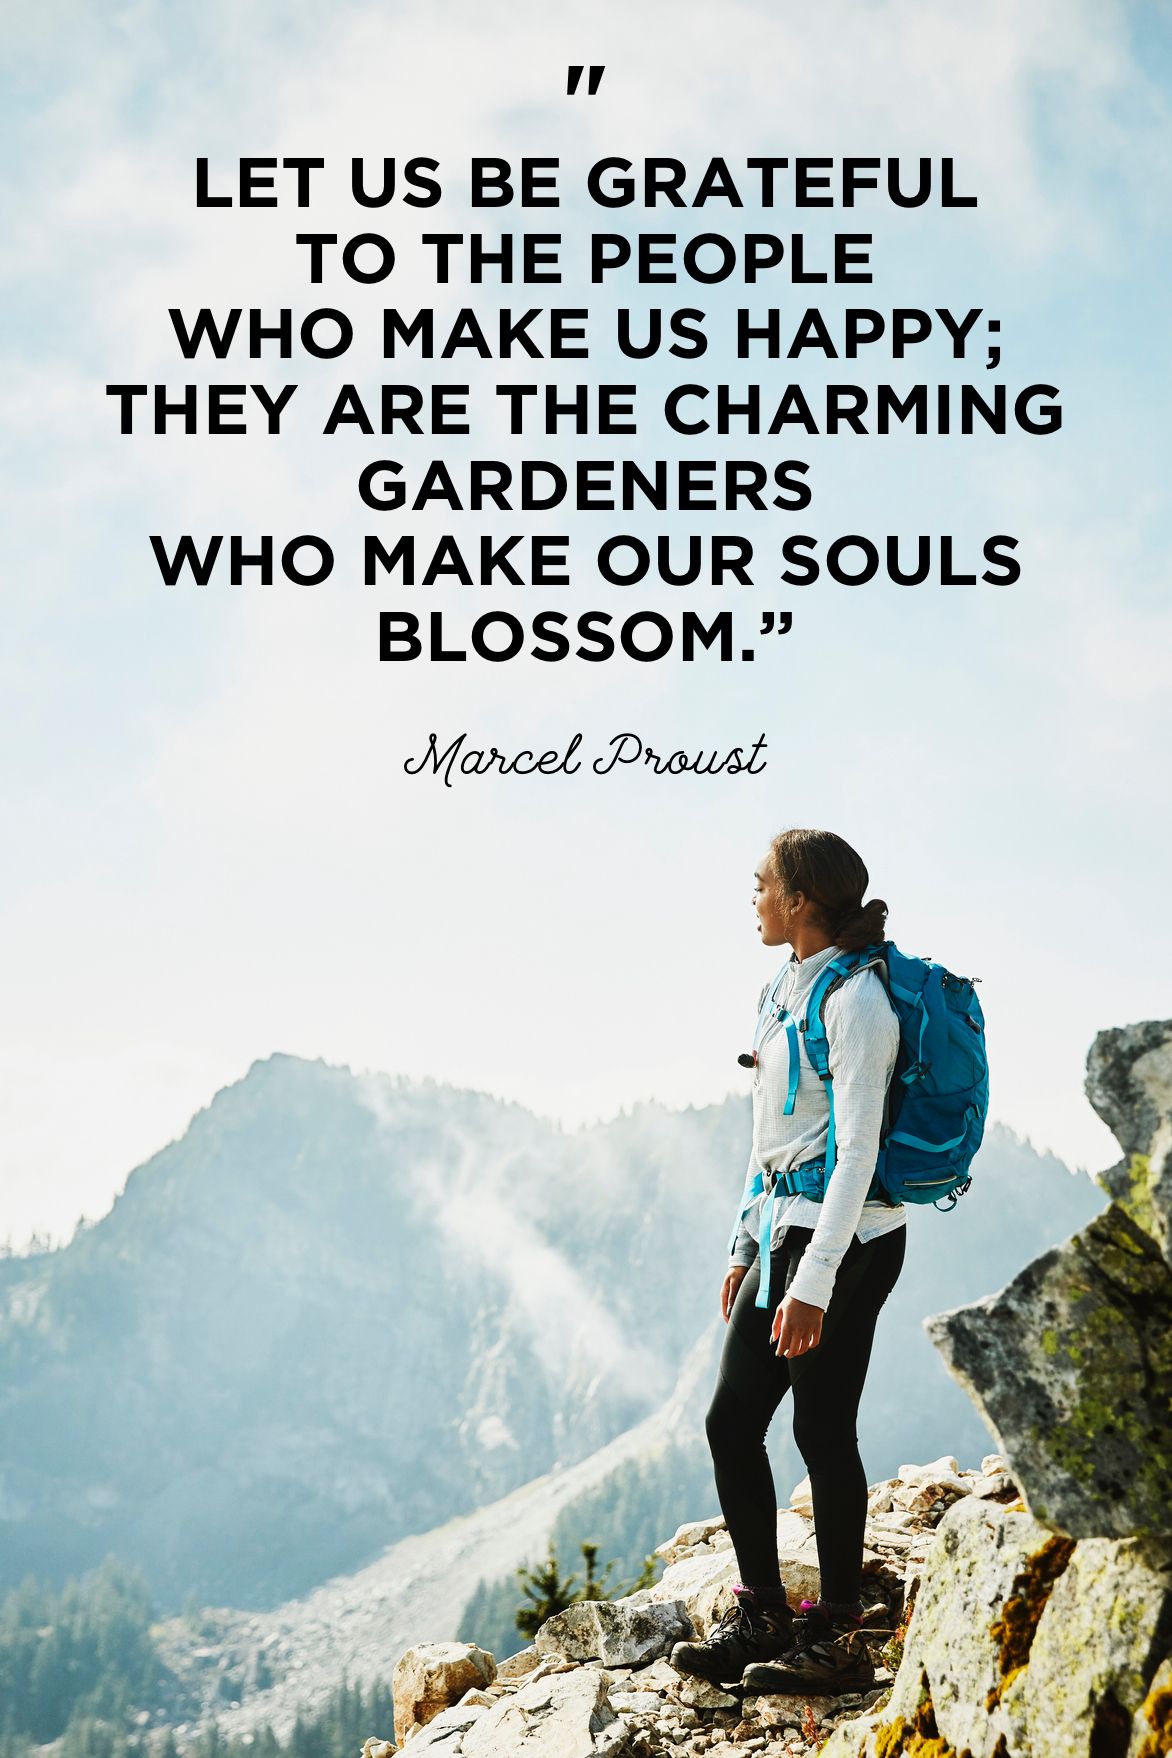 "
LET US BE GRATEFUL
TO THE PEOPLE
WHO MAKE US HAPPY;
THEY ARE THE CHARMING
GARDENERS
WHO MAKE OUR SOULS
BLOSSOM.”
Marcel Proust